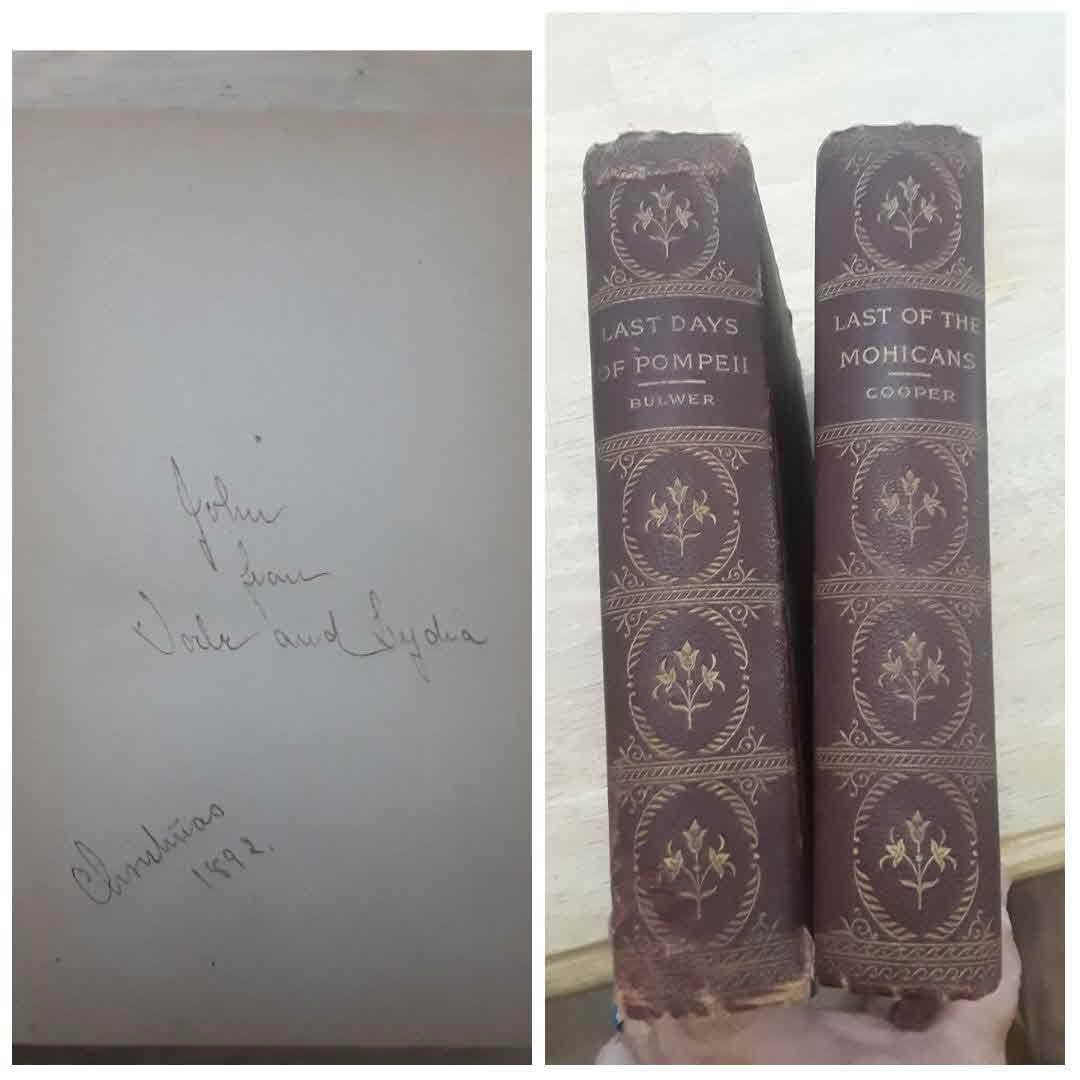 John
from
and Lydia
Christmas
1892.
LAST DAYS
OF POMPEII
BULWER
LAST OF THE
MOHICANS
COOPER